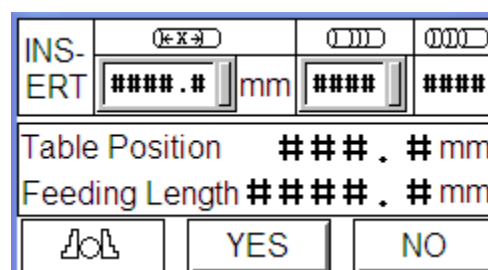 INS-
ERT
X
####.# mm #### ####
Table Position ###.# mm
Feeding Length ####.# mm
YES NO